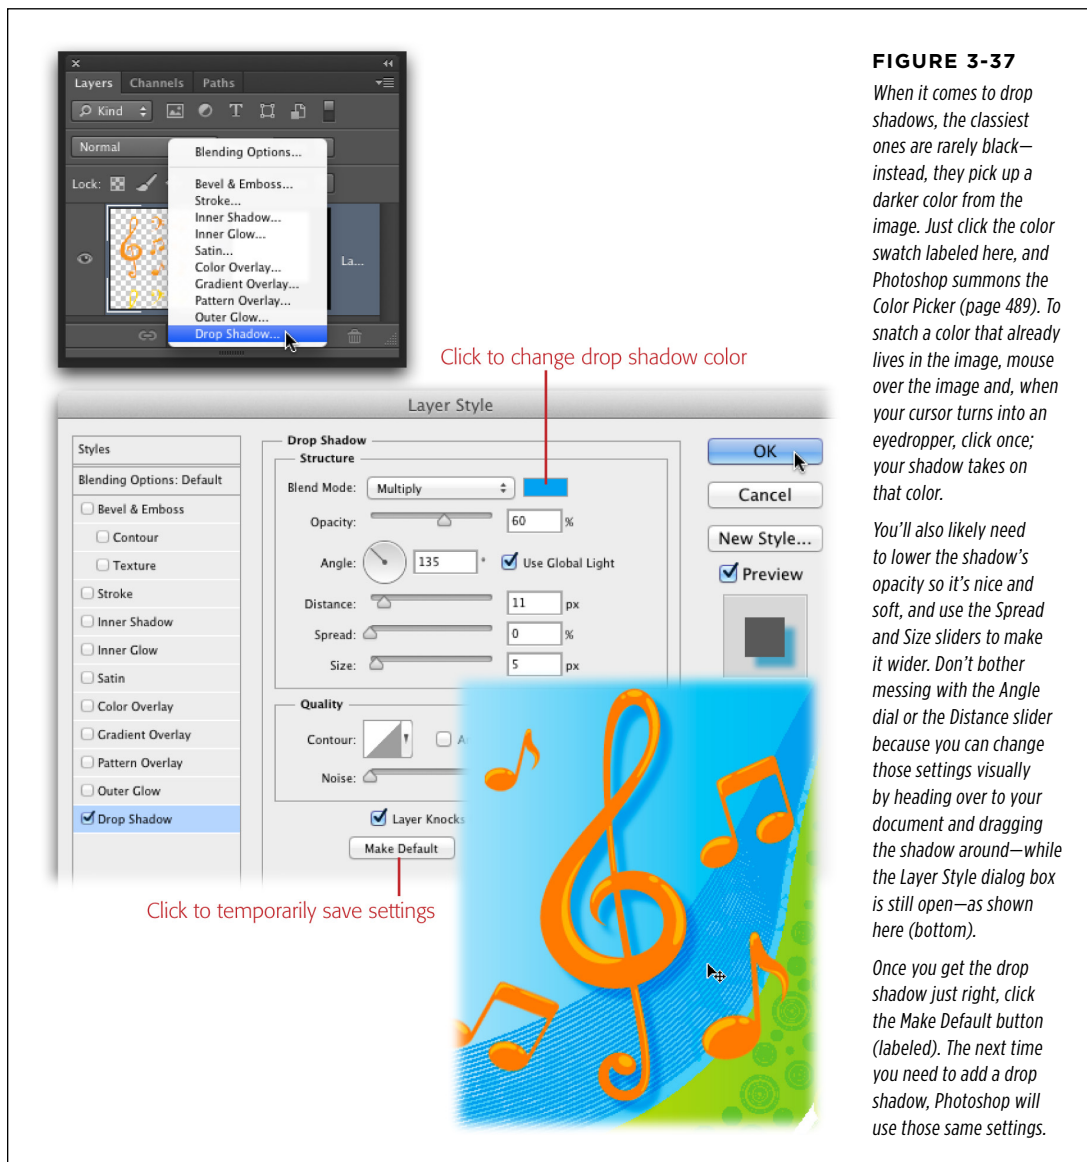 Layers Channels Paths
Kind
Normal
Lock:
La...
Blending Options...
Bevel & Emboss...
Stroke...
Inner Shadow...
Inner Glow...
Satin...
Color Overlay...
Gradient Overlay...
Pattern Overlay...
Outer Glow...
Drop Shadow...
Click to change drop shadow color
Layer Style
Styles
Blending Options: Default
Bevel & Emboss
Contour
Texture
Stroke
Inner Shadow
Inner Glow
Satin
Color Overlay
Gradient Overlay
Pattern Overlay
Outer Glow
Drop Shadow
Drop Shadow
Structure
Blend Mode: Multiply
Opacity: 60 %
Angle: 135 ° Use Global Light
Distance: 11 px
Spread: 0 %
Size: 5 px
Quality
Contour:
Noise:
Layer Knocks
Make Default
OK
Cancel
New Style...
Preview
Click to temporarily save settings
FIGURE 3-37
When it comes to drop
shadows, the classiest
ones are rarely black—
instead, they pick up a
darker color from the
image. Just click the color
swatch labeled here, and
Photoshop summons the
Color Picker (page 489). To
snatch a color that already
lives in the image, mouse
over the image and, when
your cursor turns into an
eyedropper, click once;
your shadow takes on
that color.
You’ll also likely need
to lower the shadow’s
opacity so it’s nice and
soft, and use the Spread
and Size sliders to make
it wider. Don’t bother
messing with the Angle
dial or the Distance slider
because you can change
those settings visually
by heading over to your
document and dragging
the shadow around—while
the Layer Style dialog box
is still open—as shown
here (bottom).
Once you get the drop
shadow just right, click
the Make Default button
(labeled). The next time
you need to add a drop
shadow, Photoshop will
use those same settings.